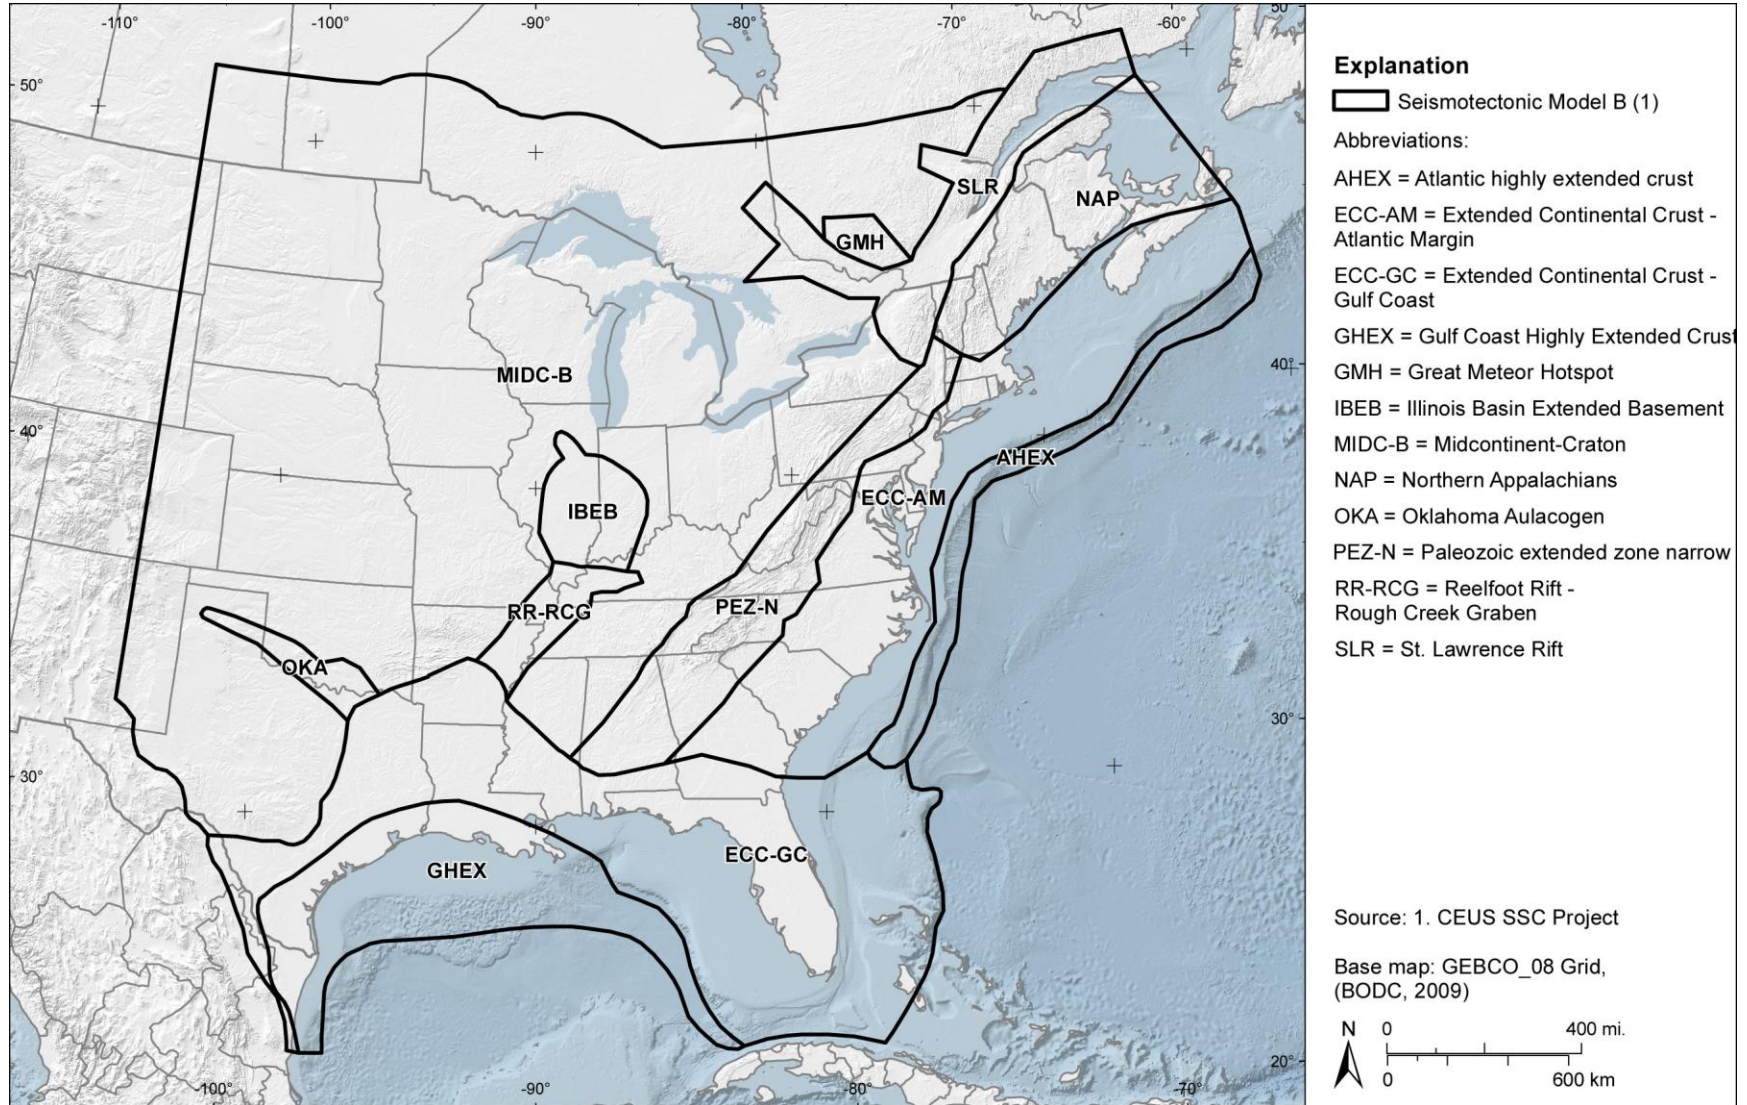 -110°
-100°
-90°
-80°
-70°
-60°
50°
50°
40°
40°
30°
30°
20°
-100°
-90°
-80°
-70°
SLR
NAP
GMH
MIDC-B
AHEX
ECC-AM
IBEB
RR-RCG
PEZ-N
OKA
ECC-GC
GHEX
Explanation
Seismotectonic Model B (1)
Abbreviations:
AHEX = Atlantic highly extended crust
ECC-AM = Extended Continental Crust -
Atlantic Margin
ECC-GC = Extended Continental Crust -
Gulf Coast
GHEX = Gulf Coast Highly Extended Crust
GMH = Great Meteor Hotspot
IBEB = Illinois Basin Extended Basement
MIDC-B = Midcontinent-Craton
NAP = Northern Appalachians
OKA = Oklahoma Aulacogen
PEZ-N = Paleozoic extended zone narrow
RR-RCG = Reelfoot Rift -
Rough Creek Graben
SLR = St. Lawrence Rift
Source: 1. CEUS SSC Project
Base map: GEBCO_08 Grid,
(BODC, 2009)
N
0 400 mi.
0 600 km